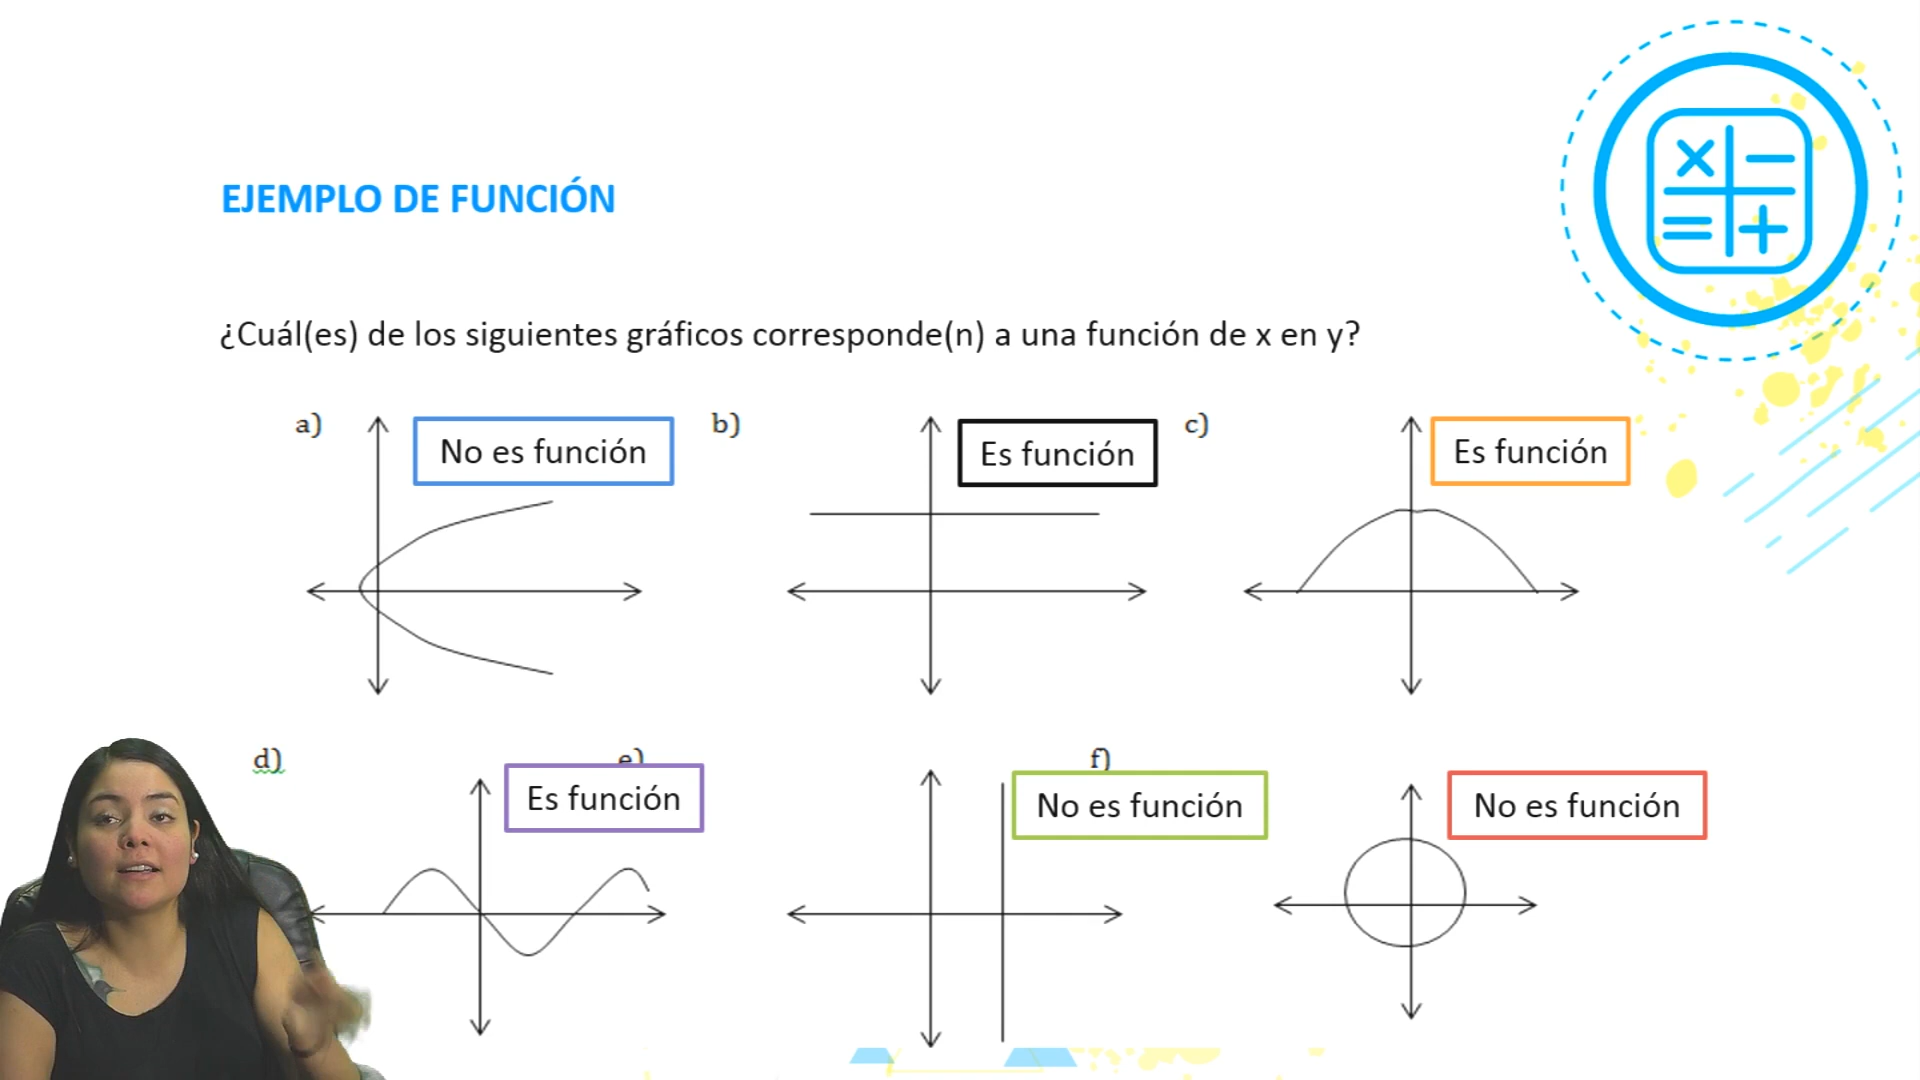 EJEMPLO DE FUNCIÓN
¿Cuál(es) de los siguientes gráficos corresponde(n) a una función de x en y?
a) No es función
b) Es función
c) Es función
d) Es función
e) No es función
f) No es función